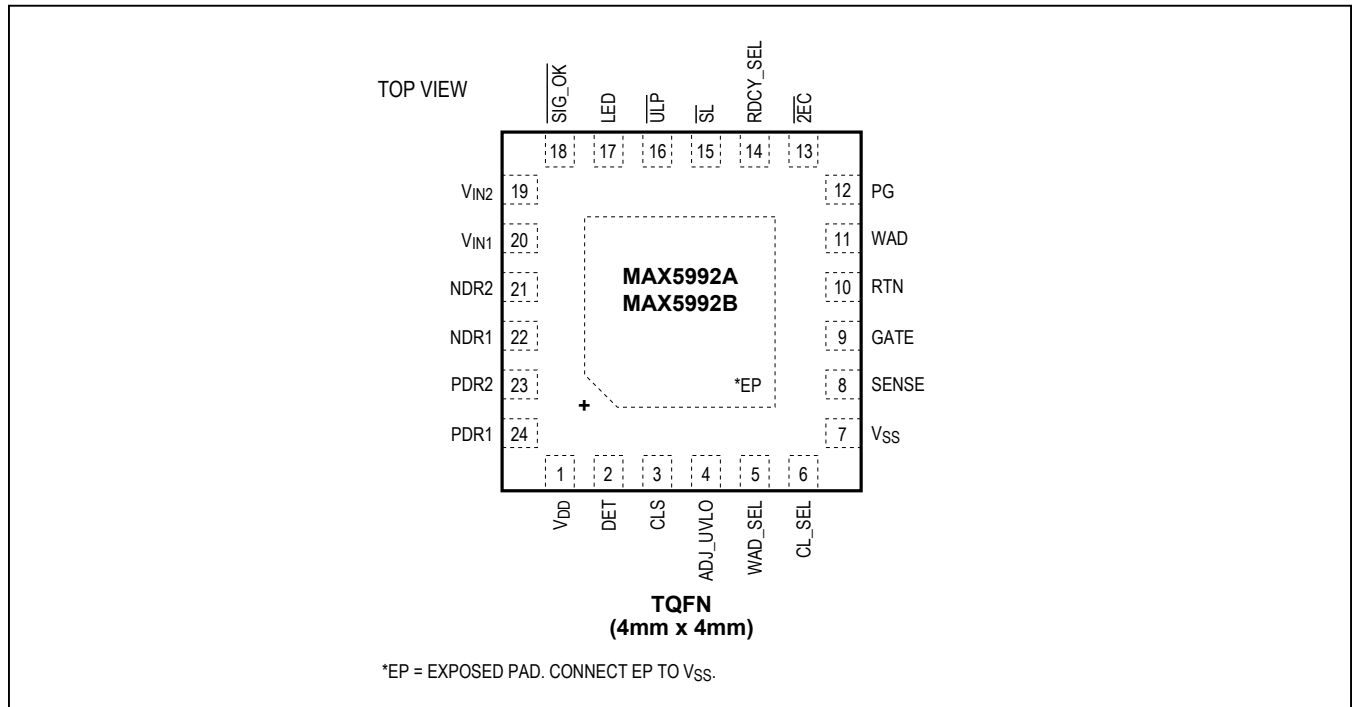 TOP VIEW
SIG_OK
LED
ULP
SL
RDCY_SEL
2EC
18
17
16
15
14
13
VIN2 19
VIN1 20
NDR2 21
NDR1 22
PDR2 23
PDR1 24
12 PG
11 WAD
10 RTN
9 GATE
8 SENSE
7 VSS
MAX5992A
MAX5992B
*EP
+
1
2
3
4
5
6
VDD
DET
CLS
ADJ_UVLO
WAD_SEL
CL_SEL
TQFN
(4mm x 4mm)
*EP = EXPOSED PAD. CONNECT EP TO VSS.